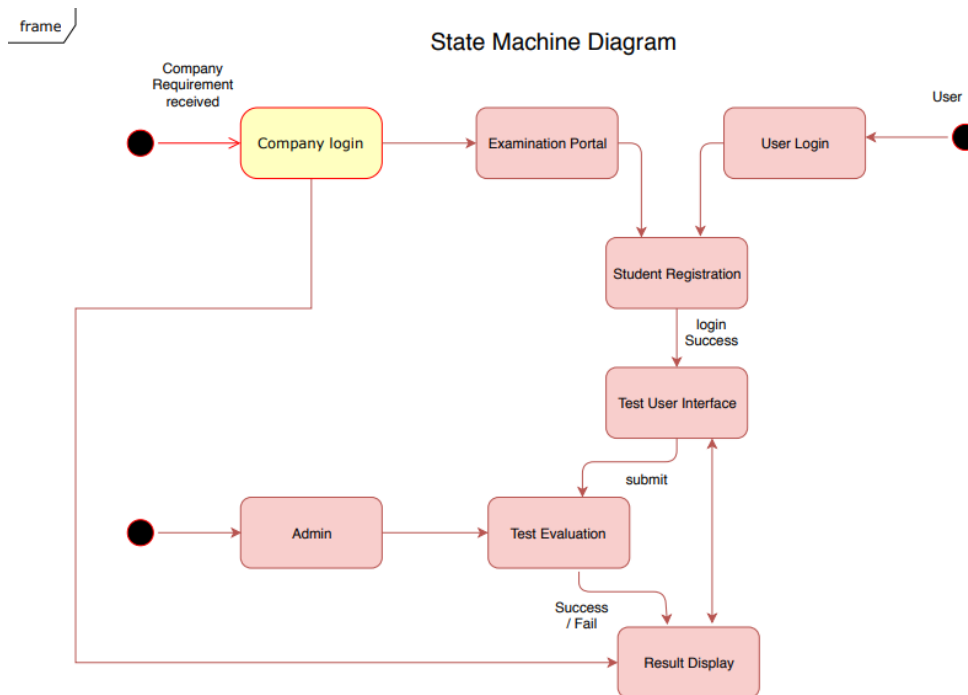 frame
State Machine Diagram
Company
Requirement
received
User
Company login
Examination Portal
User Login
Student Registration
login
Success
Test User Interface
submit
Admin
Test Evaluation
Success
/ Fail
Result Display